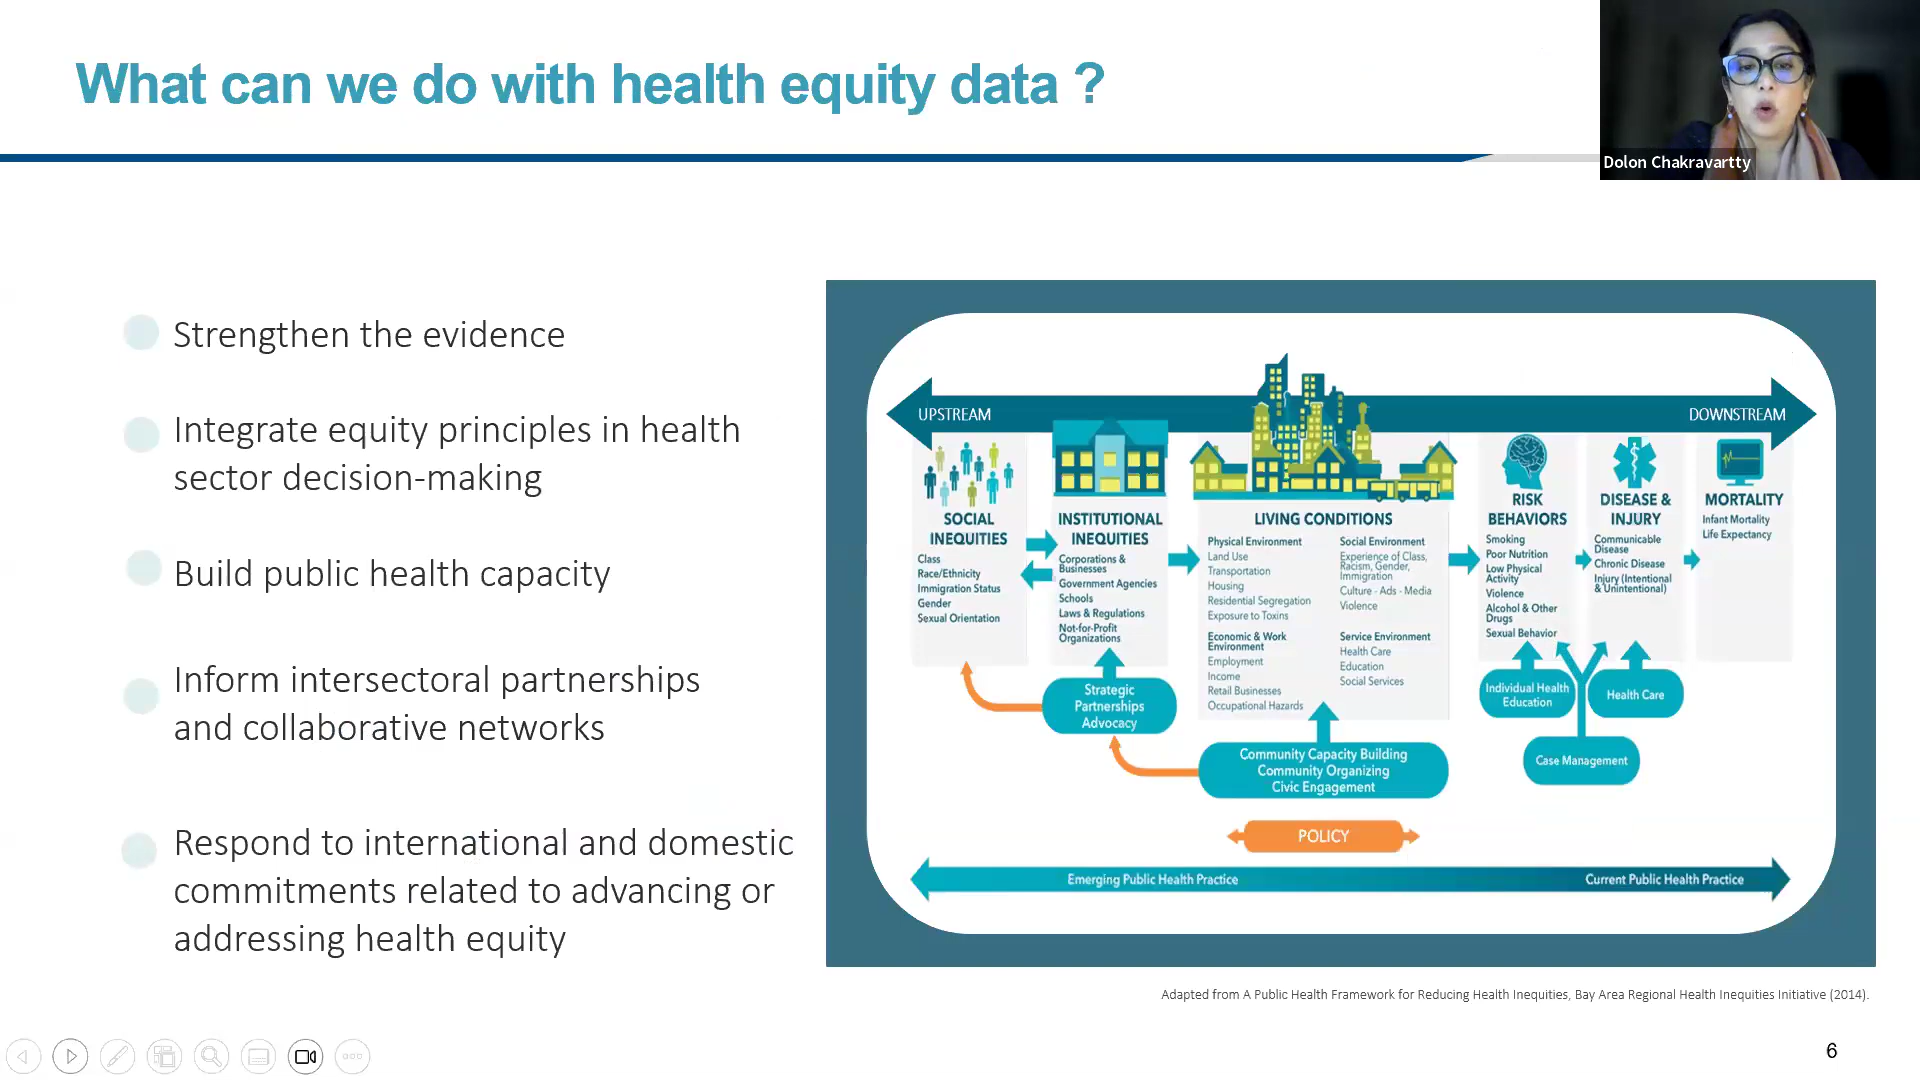 What can we do with health equity data ?
Dolon Chakravartty
Strengthen the evidence
Integrate equity principles in health
sector decision-making
Build public health capacity
Inform intersectoral partnerships
and collaborative networks
Respond to international and domestic
commitments related to advancing or
addressing health equity
UPSTREAM
DOWNSTREAM
SOCIAL
INEQUITIES
Class
Race/Ethnicity
Immigration Status
Gender
Sexual Orientation
INSTITUTIONAL
INEQUITIES
Corporations &
Businesses
Government Agencies
Schools
Laws & Regulations
Not-for-Profit
Organizations
LIVING CONDITIONS
Physical Environment
Land Use
Transportation
Housing
Residential Segregation
Exposure to Toxins
Economic & Work
Environment
Employment
Income
Retail Businesses
Occupational Hazards
Social Environment
Experience of Class,
Racism, Gender,
Immigration
Culture - Ads - Media
Violence
Service Environment
Health Care
Education
Social Services
RISK
BEHAVIORS
Smoking
Poor Nutrition
Low Physical
Activity
Violence
Alcohol & Other
Drugs
Sexual Behavior
DISEASE &
INJURY
Communicable
Disease
Chronic Disease
Injury (Intentional
& Unintentional)
MORTALITY
Infant Mortality
Life Expectancy
Strategic
Partnerships
Advocacy
Community Capacity Building
Community Organizing
Civic Engagement
Individual Health
Education
Health Care
Case Management
POLICY
Emerging Public Health Practice
Current Public Health Practice
Adapted from A Public Health Framework for Reducing Health Inequities, Bay Area Regional Health Inequities Initiative (2014).
6